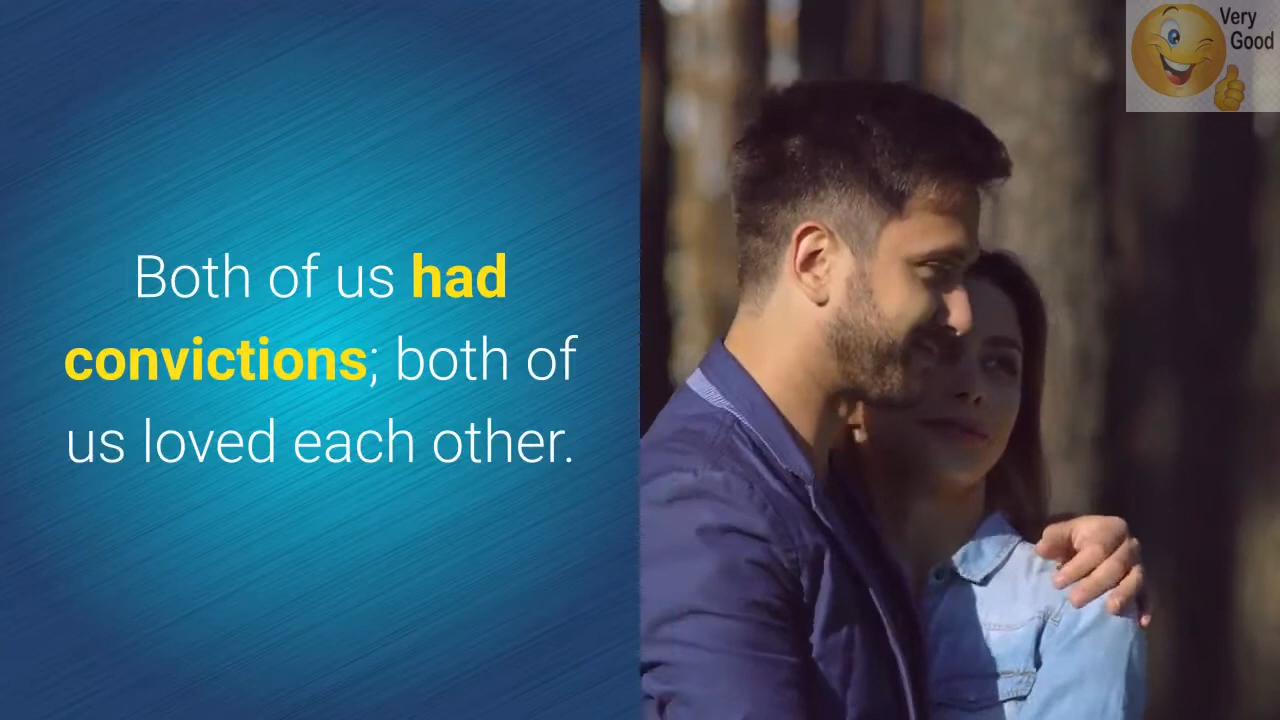 Very
Good
Both of us had
convictions; both of
us loved each other.